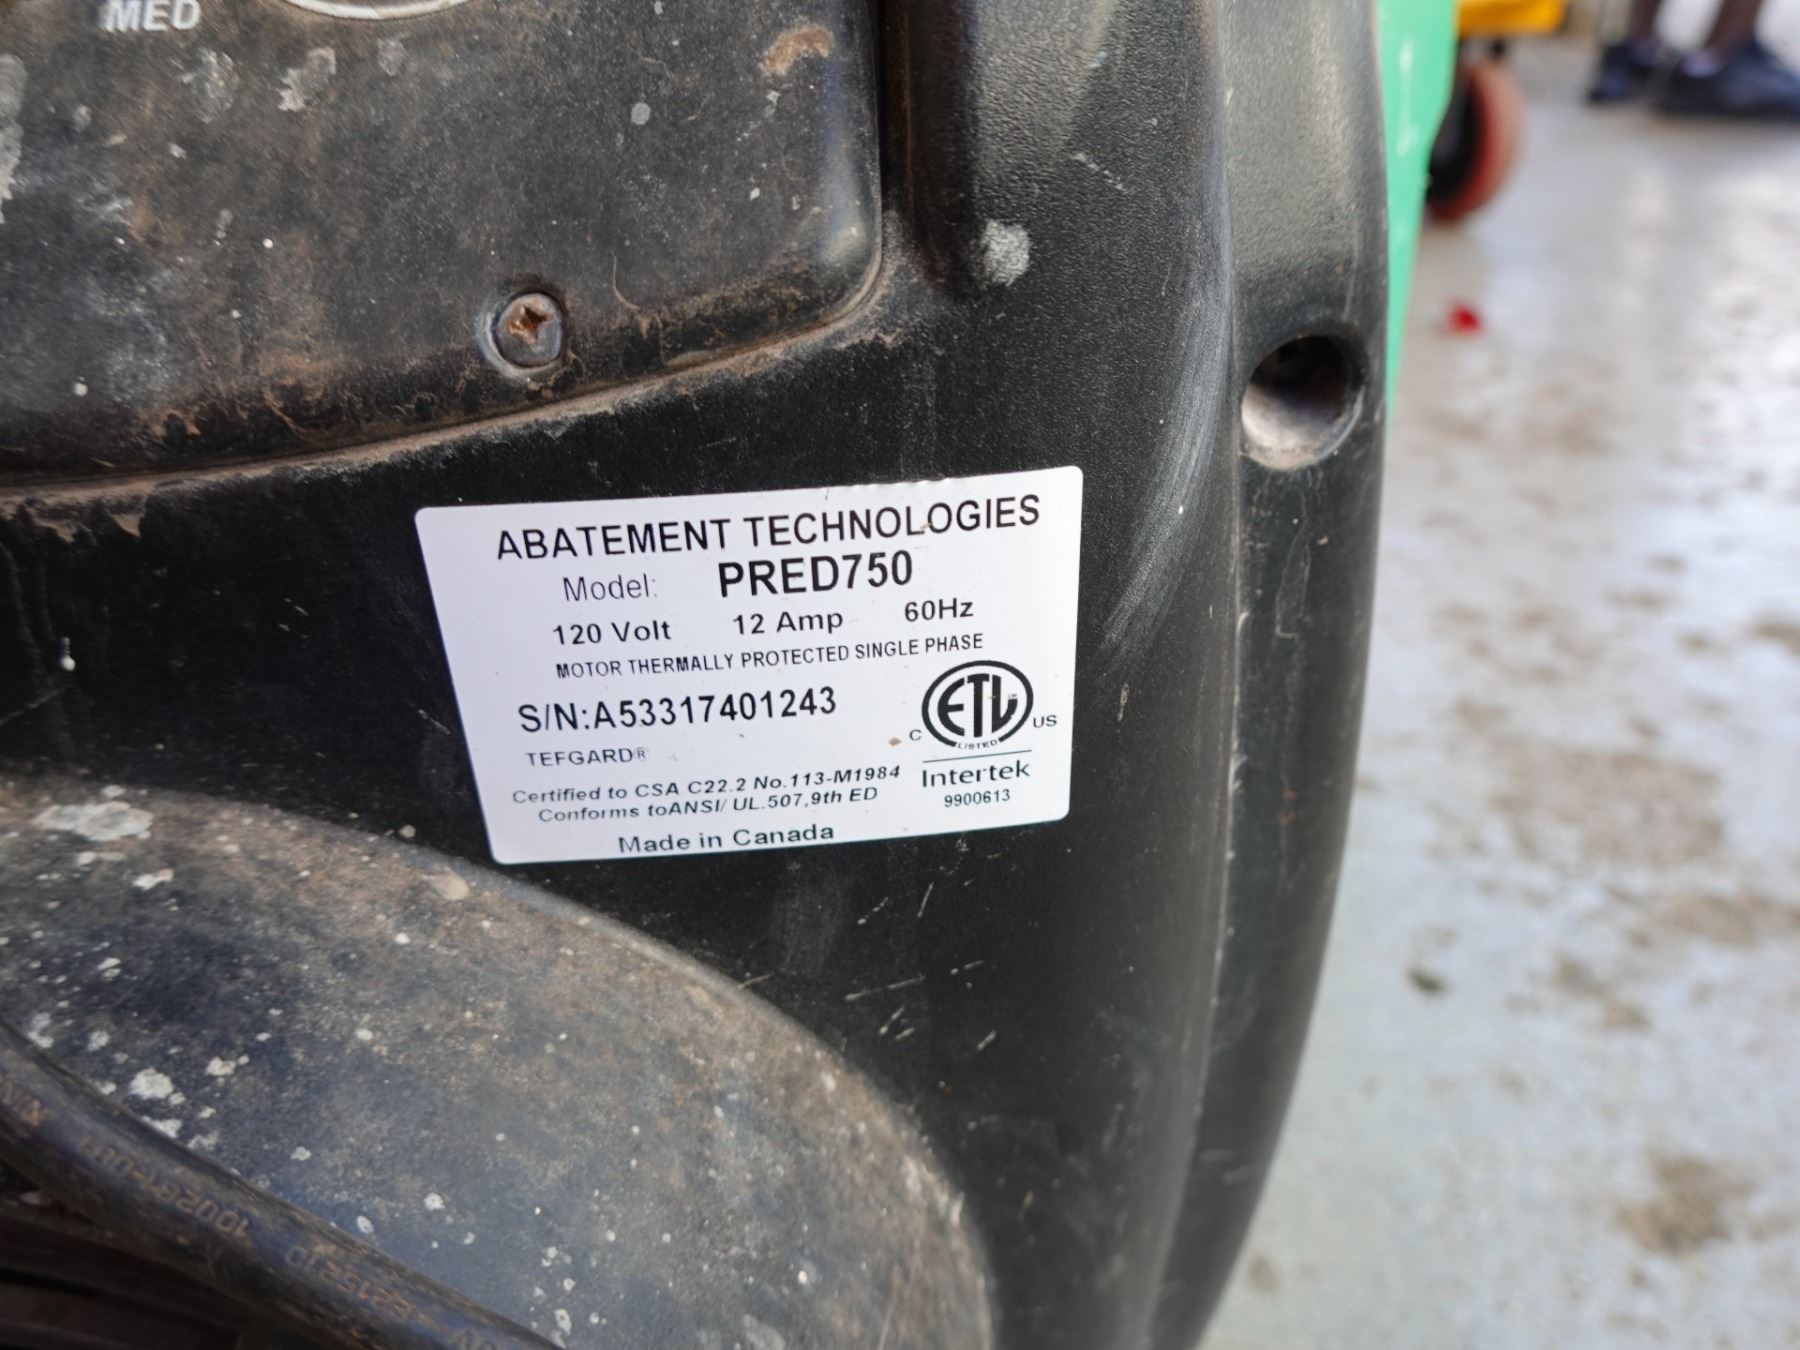 MED
ABATEMENT TECHNOLOGIES
Model: PRED750
120 Volt 12 Amp 60Hz
MOTOR THERMALLY PROTECTED SINGLE PHASE
S/N:A53317401243
TEFGARD®
ETL
LISTED
C US
Intertek
9900613
Certified to CSA C22.2 No.113-M1984
Conforms toANSI/ UL.507,9th ED
Made in Canada